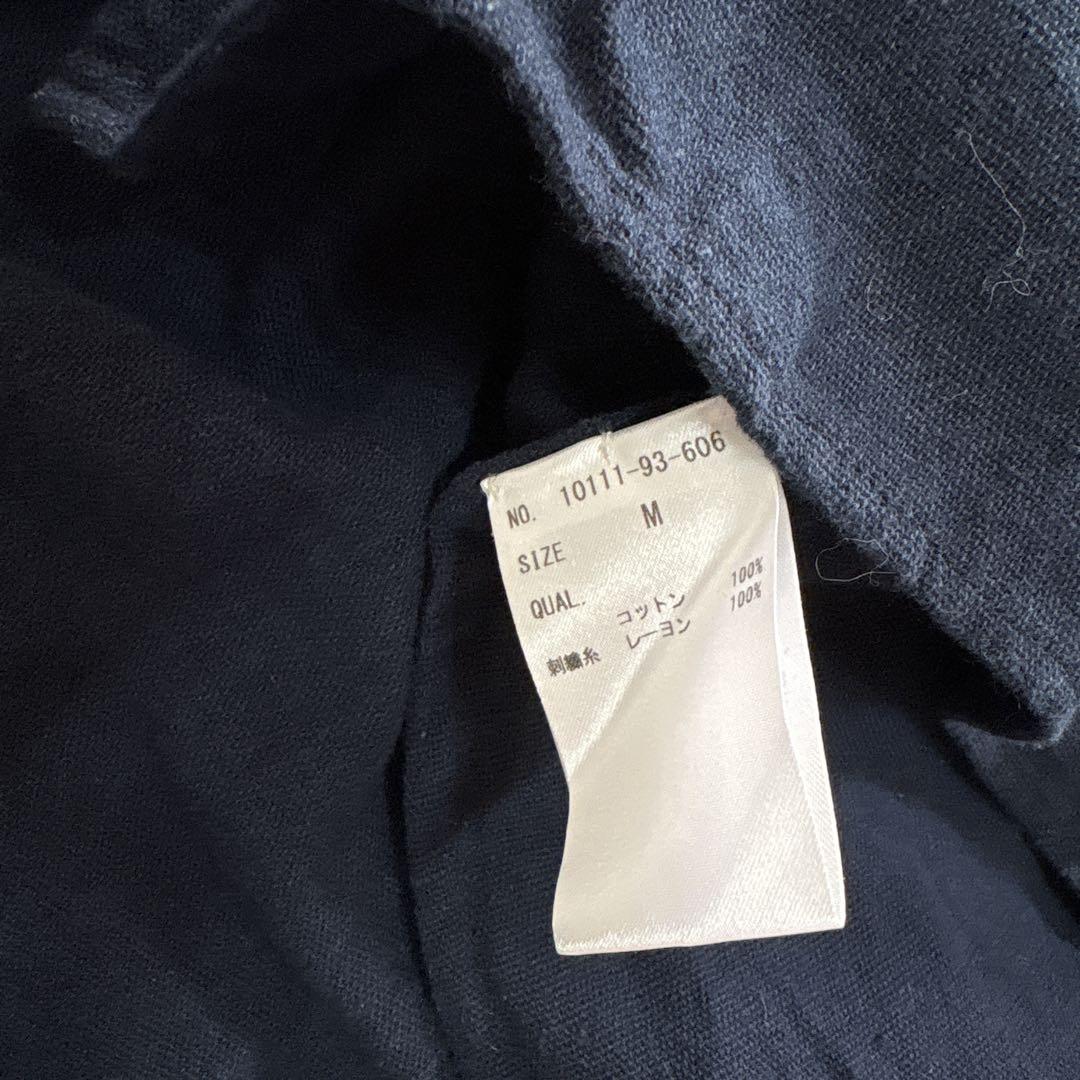 NO. 10111-93-606
SIZE M
QUAL. コットン 100%
刺繍糸 レーヨン 100%